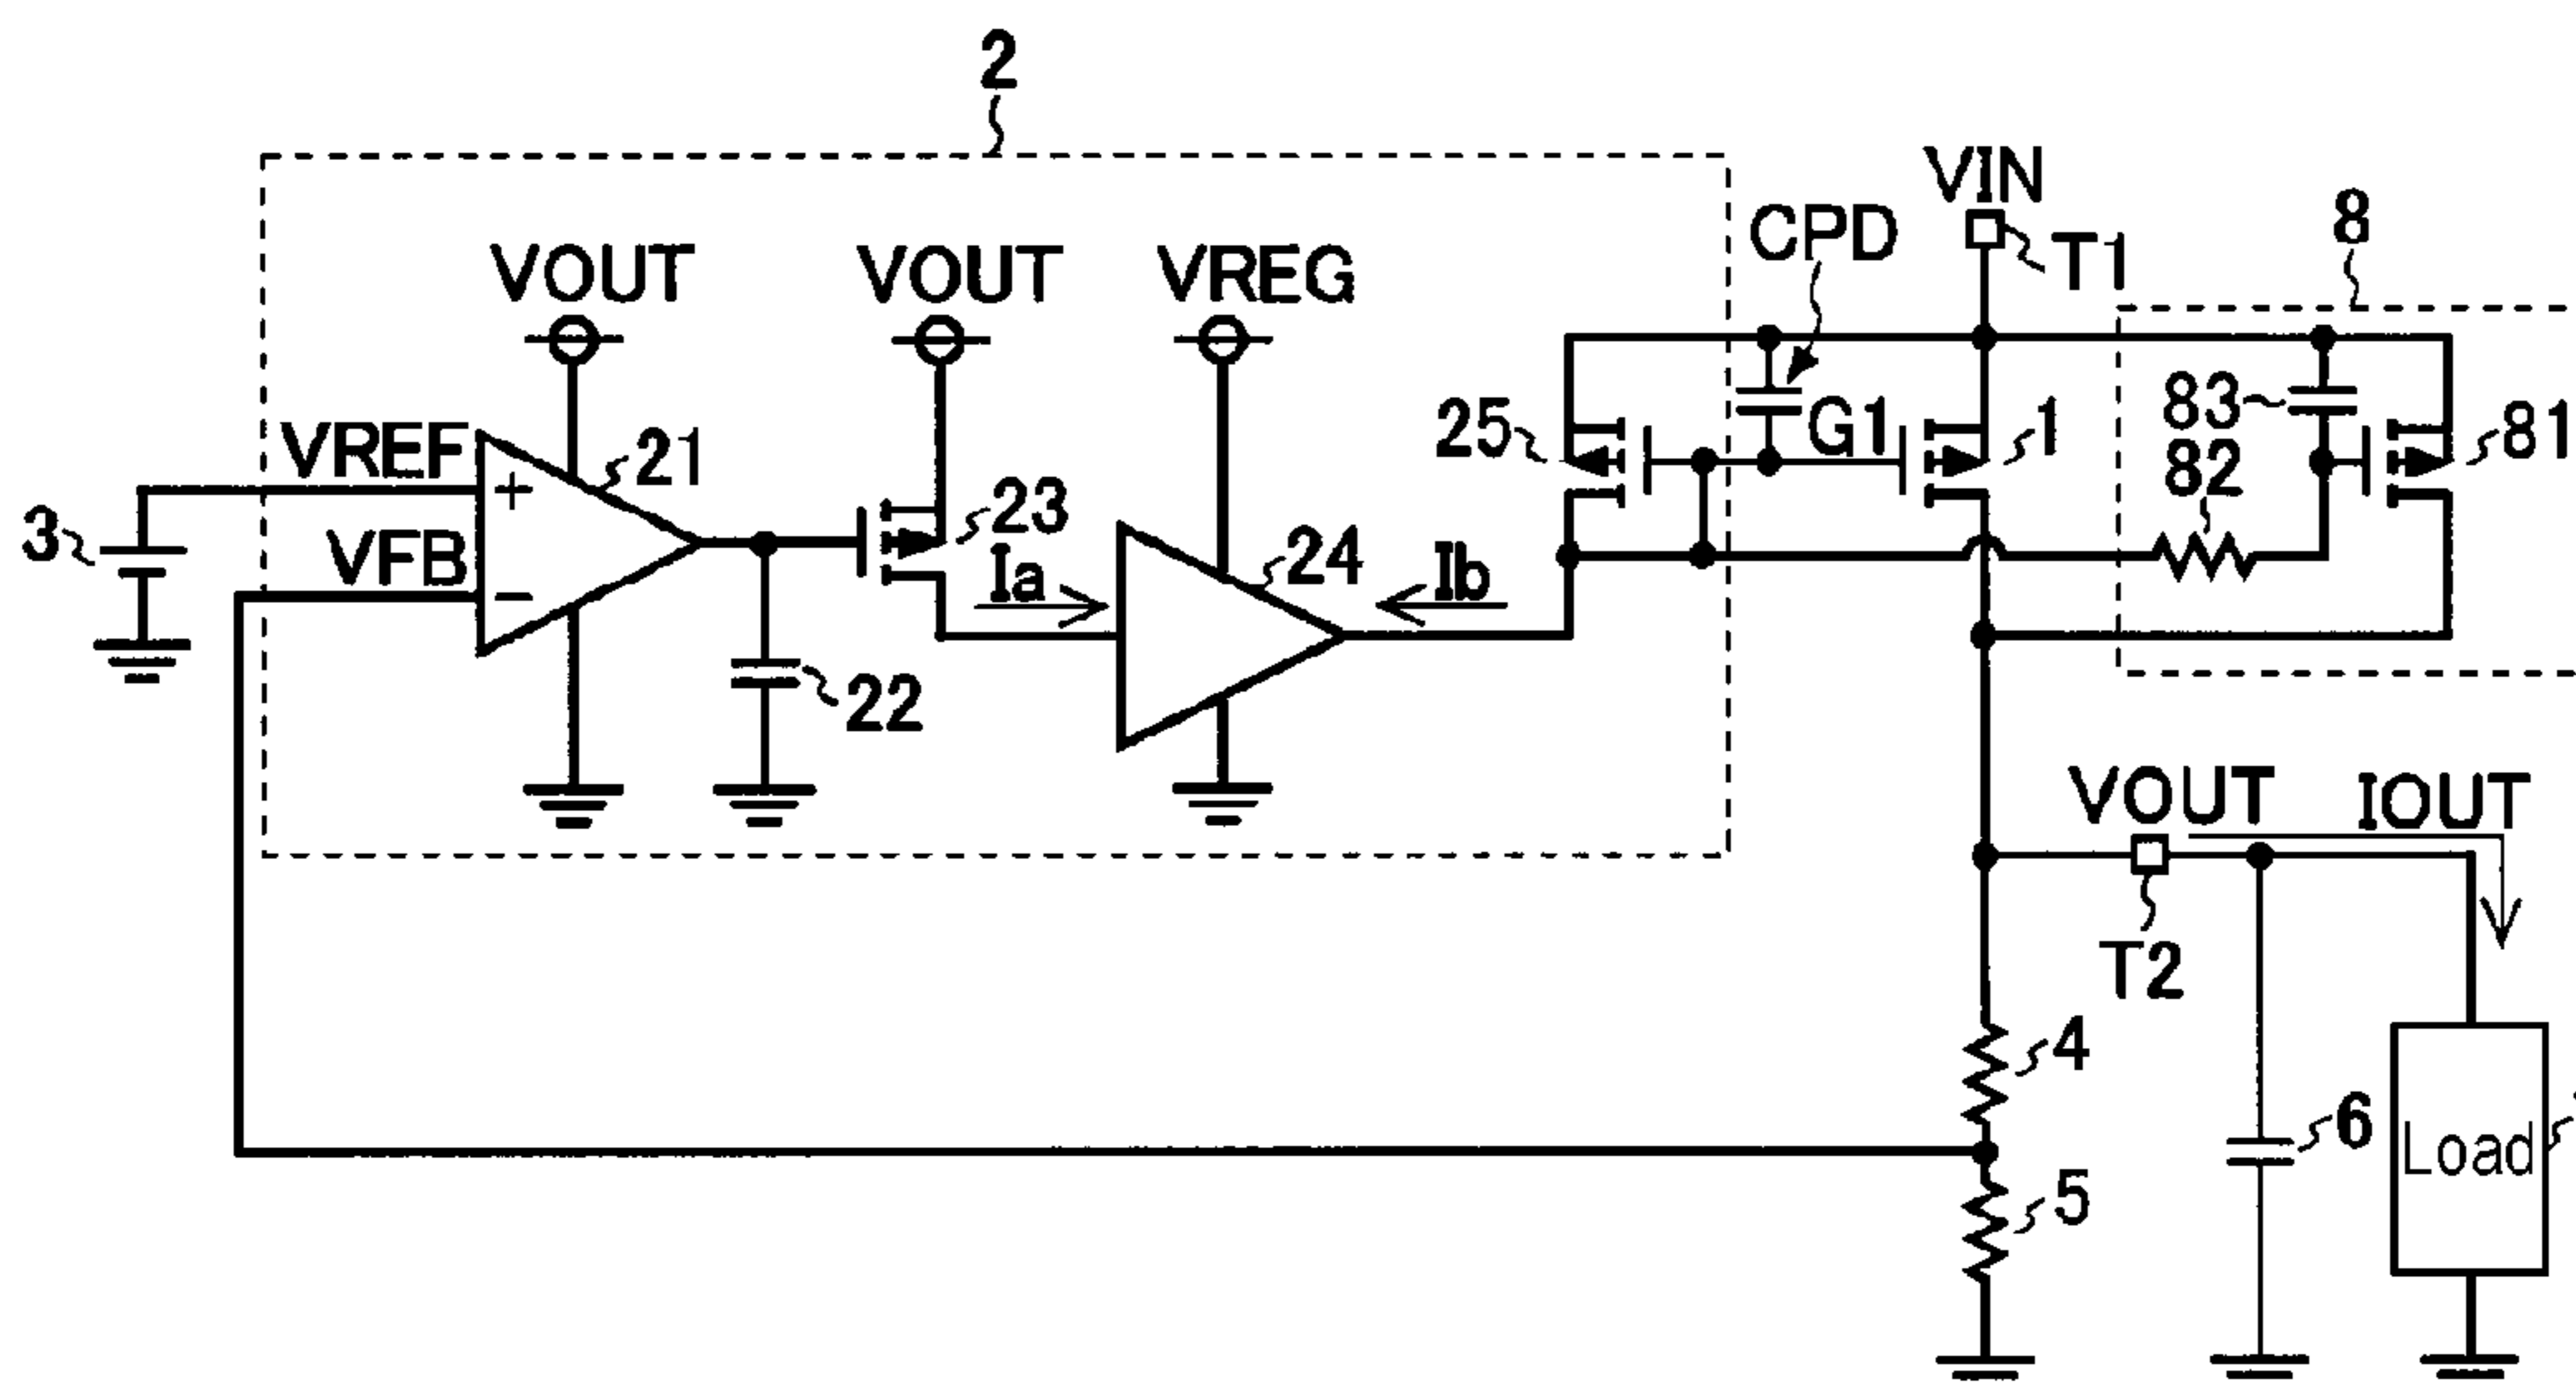 2
VIN
T1
8
CPD
VOUT
VOUT
VREG
25
G1
1
83
82
81
VREF
+
21
VFB
−
3
23
Ia
24
Ib
22
VOUT
IOUT
T2
4
5
6
Load